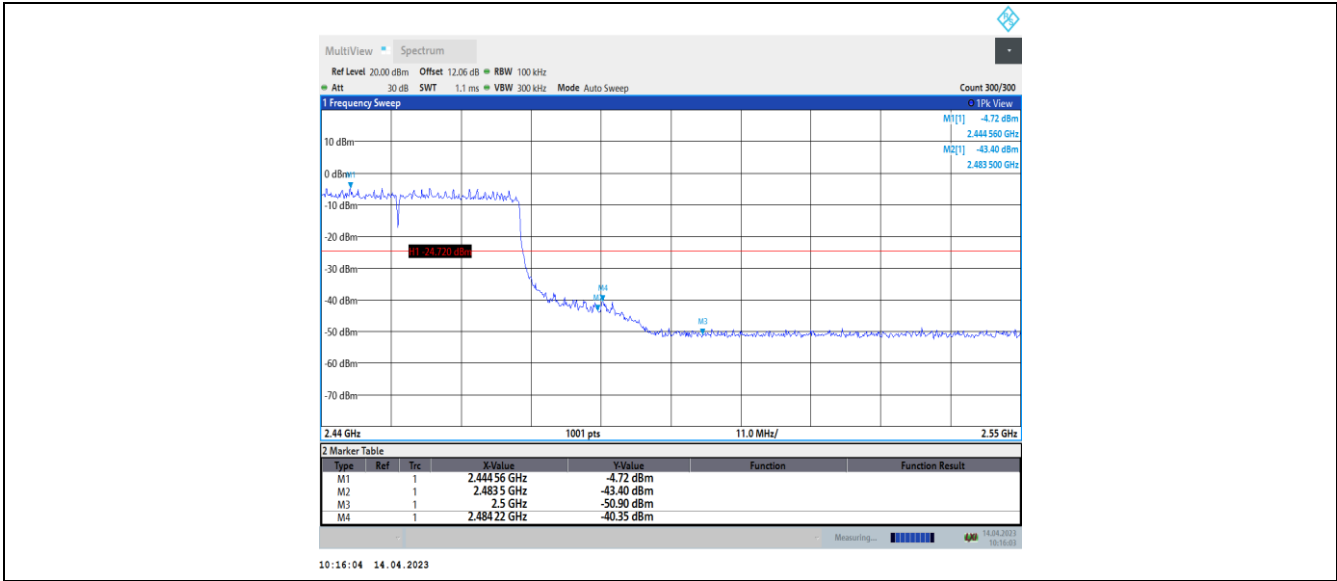 MultiView Spectrum
Ref Level 20.00 dBm Offset 12.06 dB RBW 100 kHz
Att 30 dB SWT 1.1 ms VBW 300 kHz Mode Auto Sweep Count 300/300
1 Frequency Sweep 1Pk View
M1[1] -4.72 dBm
2.444 560 GHz
10 dBm
M2[1] -43.40 dBm
2.483 500 GHz
0 dBm M1
-10 dBm
-20 dBm
H1 -24.720 dBm
-30 dBm
M4
-40 dBm M2
M3
-50 dBm
-60 dBm
-70 dBm
2.44 GHz 1001 pts 11.0 MHz/ 2.55 GHz
2 Marker Table
Type Ref Trc X-Value Y-Value Function Function Result
M1 1 2.444 56 GHz -4.72 dBm
M2 1 2.483 5 GHz -43.40 dBm
M3 1 2.5 GHz -50.90 dBm
M4 1 2.484 22 GHz -40.35 dBm
Measuring... 14.04.2023
10:16:03
10:16:04 14.04.2023